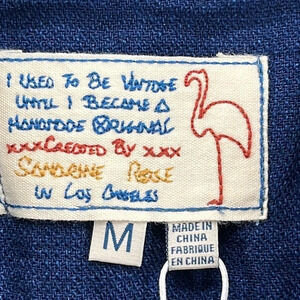 I USED TO BE VINTAGE
UNTIL I BECAME A
HANDMADE ORIGINAL
xxxCREATED BY xxx
SANDRINE ROSE
IN LOS ANGELES
M
MADE IN
CHINA
FABRIQUE
EN CHINA